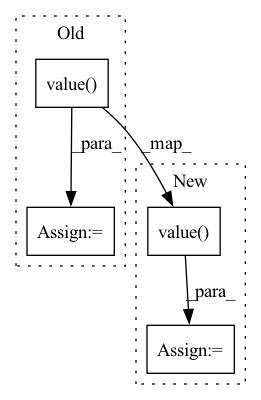 Old
value()
_para_
_map_
New
Assign:=
value()
_para_
Assign:=